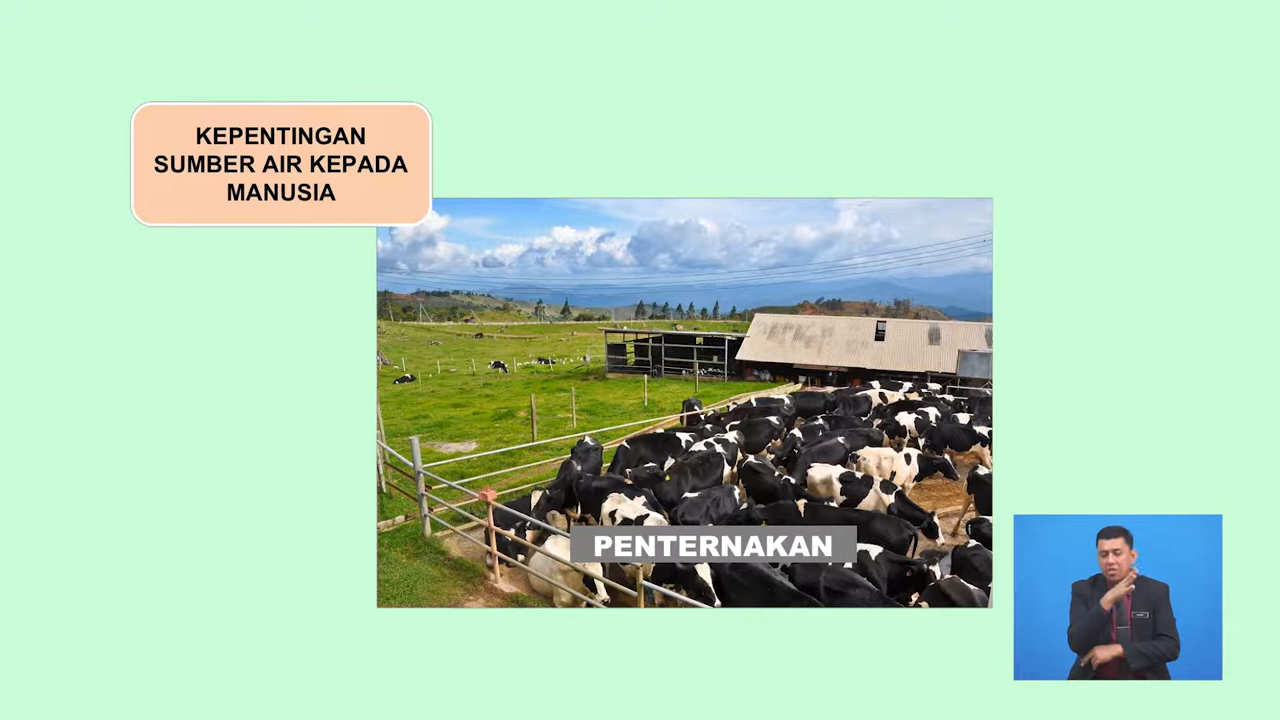 KEPENTINGAN
SUMBER AIR KEPADA
MANUSIA
PENTERNAKAN